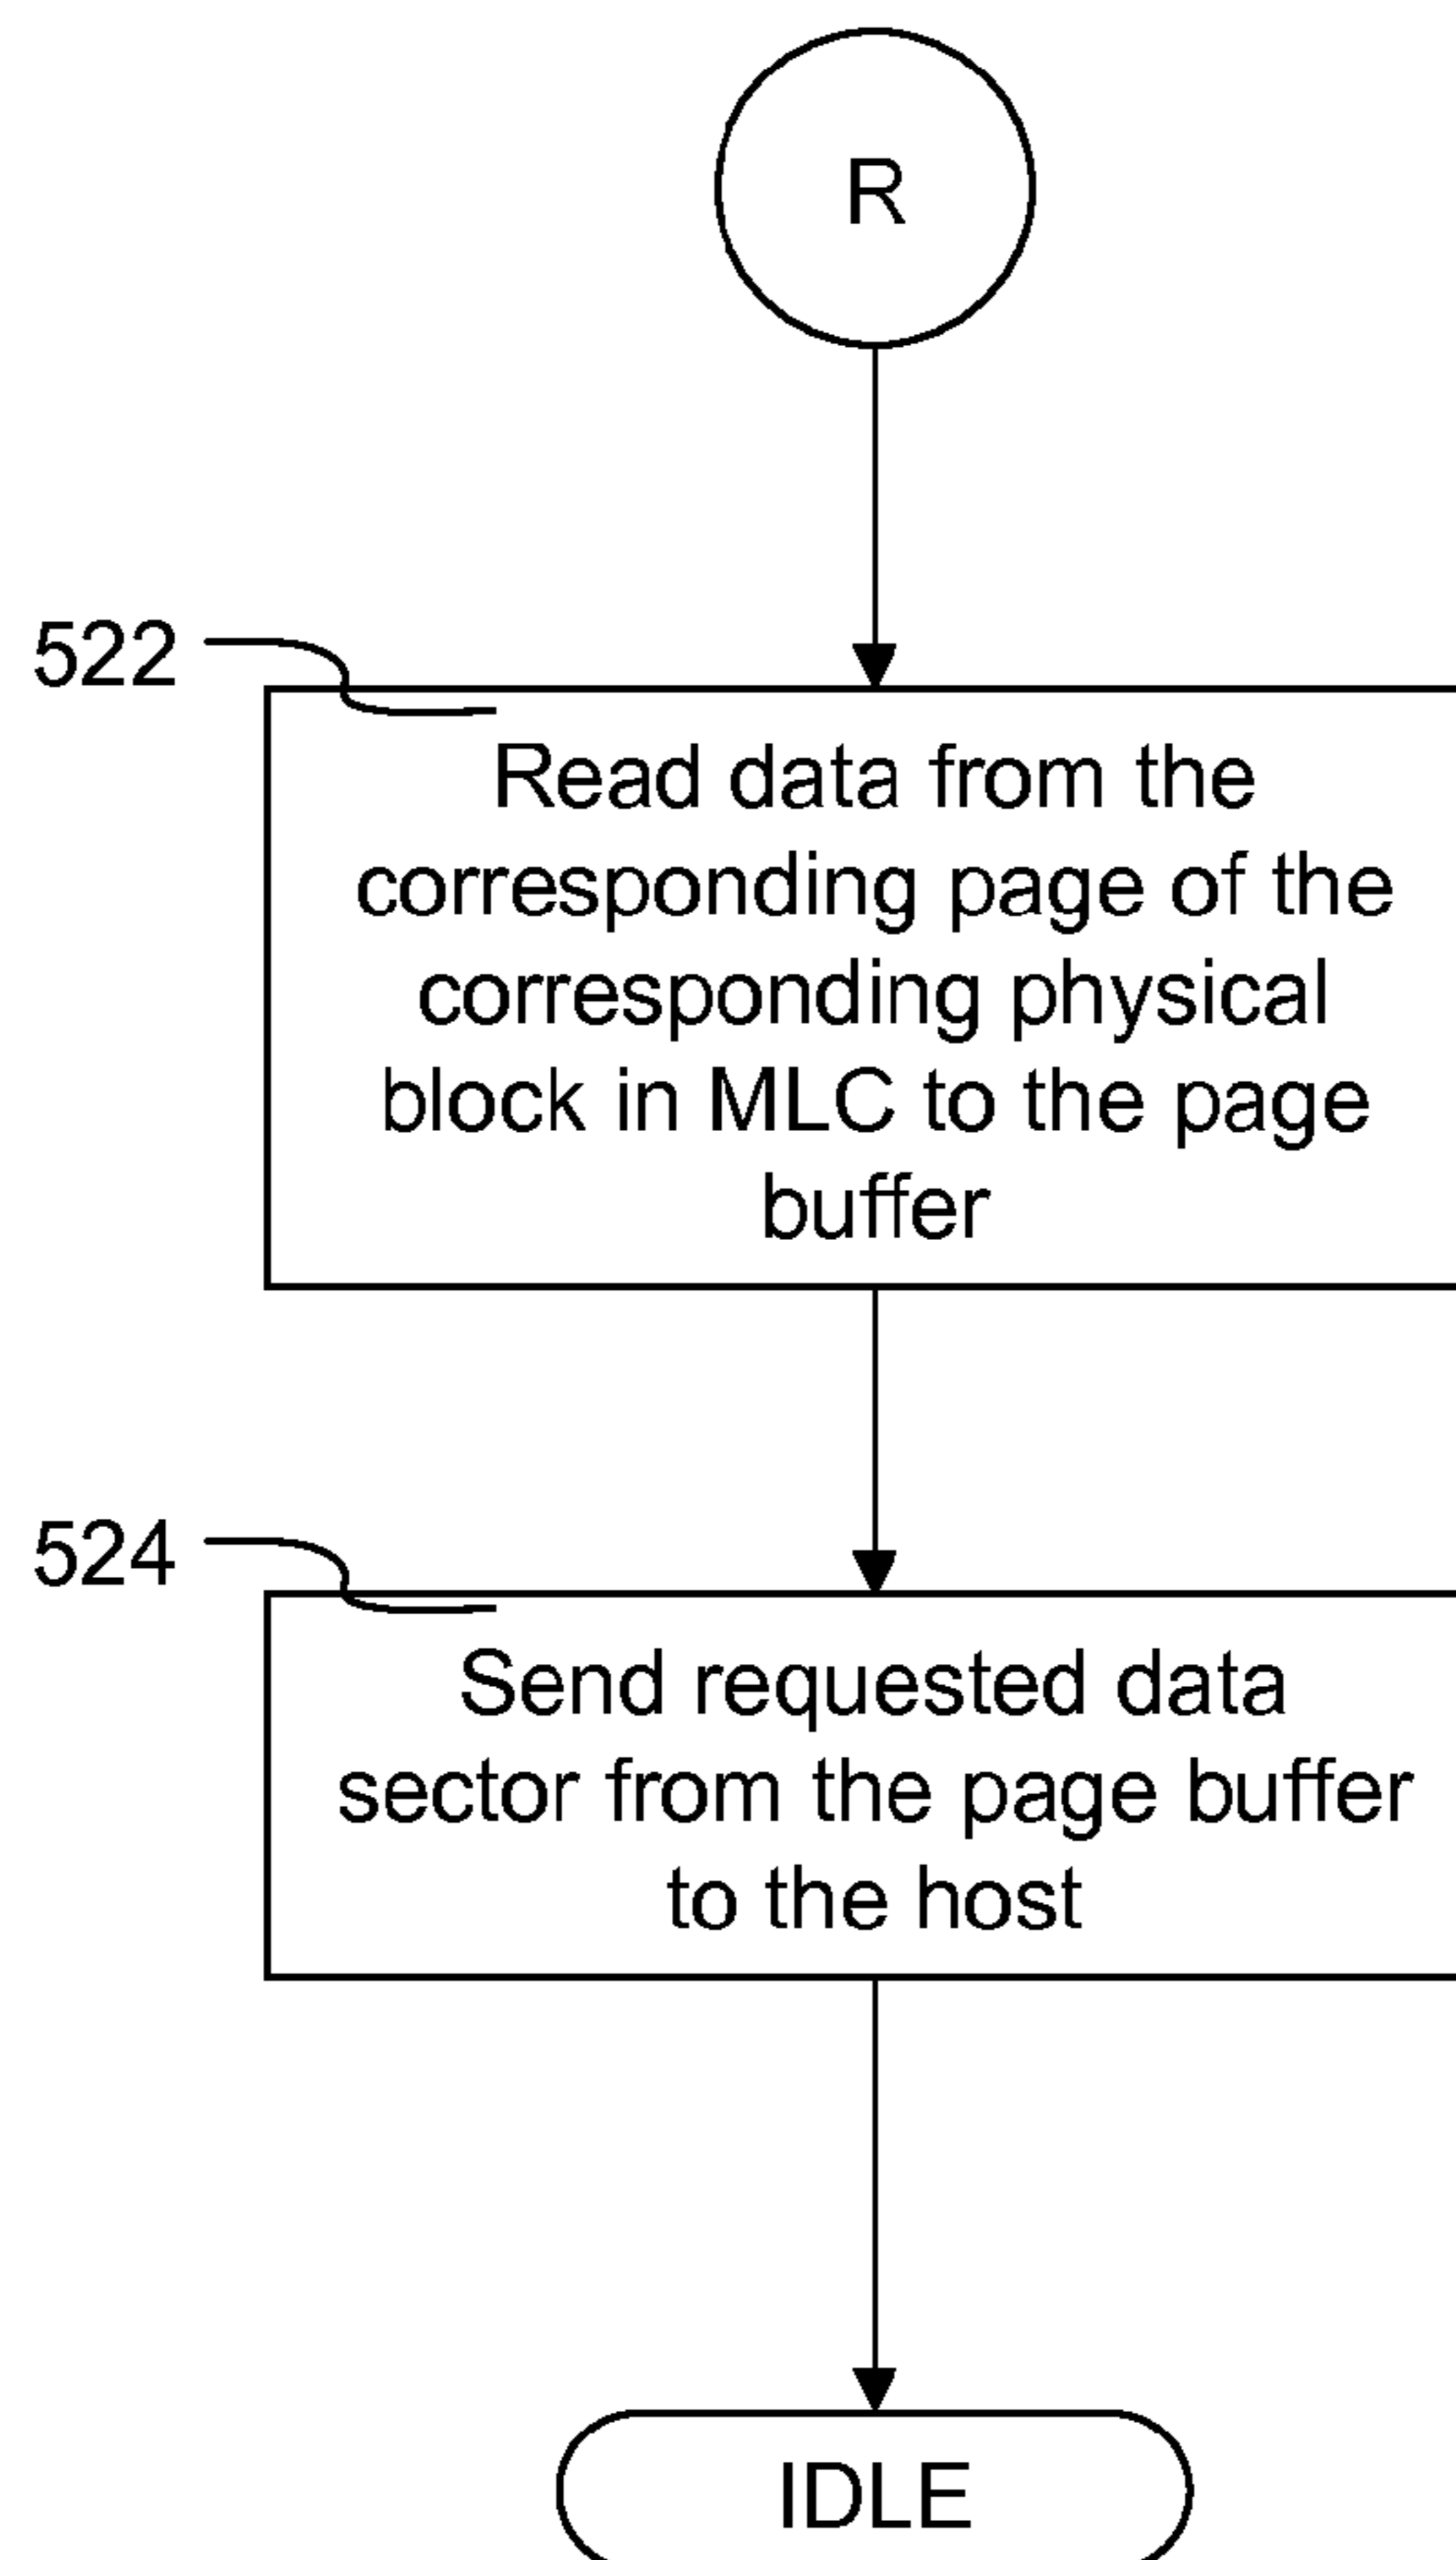 R
522
Read data from the
corresponding page of the
corresponding physical
block in MLC to the page
buffer
524
Send requested data
sector from the page buffer
to the host
IDLE